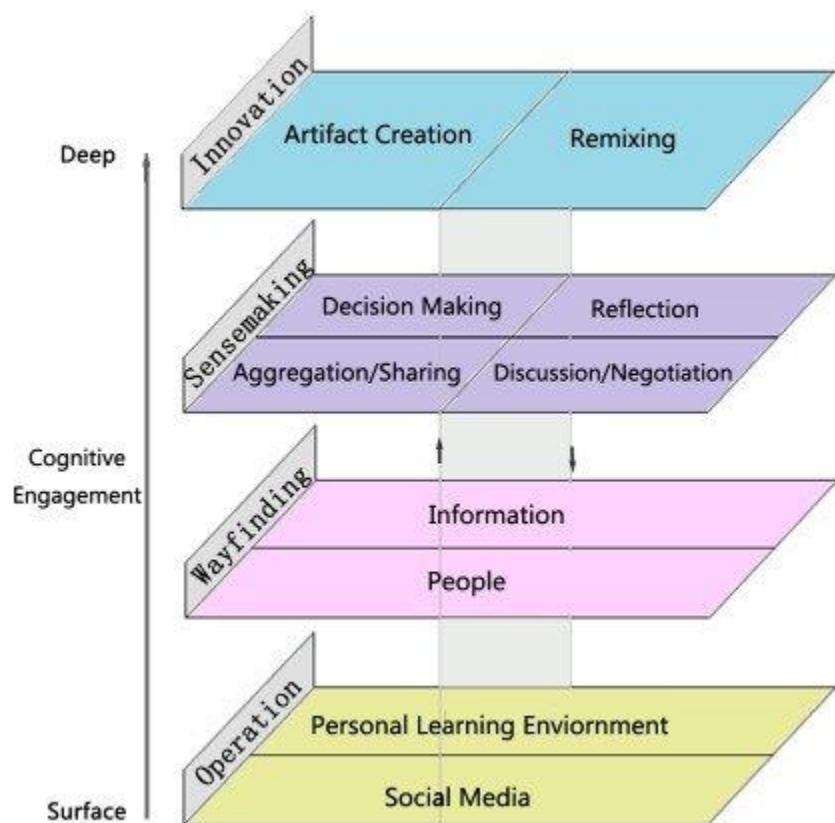 Innovation
Artifact Creation
Remixing
Deep
Sensemaking
Decision Making
Reflection
Aggregation/Sharing
Discussion/Negotiation
Cognitive
Engagement
Wayfinding
Information
People
Operation
Personal Learning Enviornment
Social Media
Surface